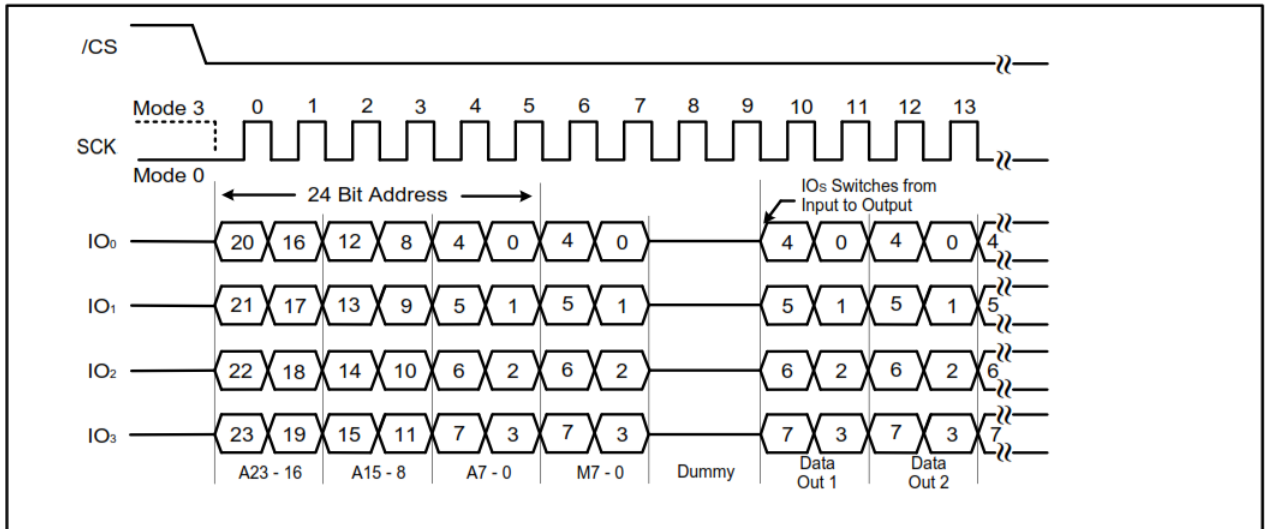 /CS
Mode 3 0 1 2 3 4 5 6 7 8 9 10 11 12 13
SCK
Mode 0
24 Bit Address
IOs Switches from
Input to Output
IO₀ 20 16 12 8 4 0 4 0 4 0 4 0 4
IO₁ 21 17 13 9 5 1 5 1 5 1 5 1 5
IO₂ 22 18 14 10 6 2 6 2 6 2 6 2 6
IO₃ 23 19 15 11 7 3 7 3 7 3 7 3 7
A23 - 16 A15 - 8 A7 - 0 M7 - 0 Dummy Data Data
Out 1 Out 2